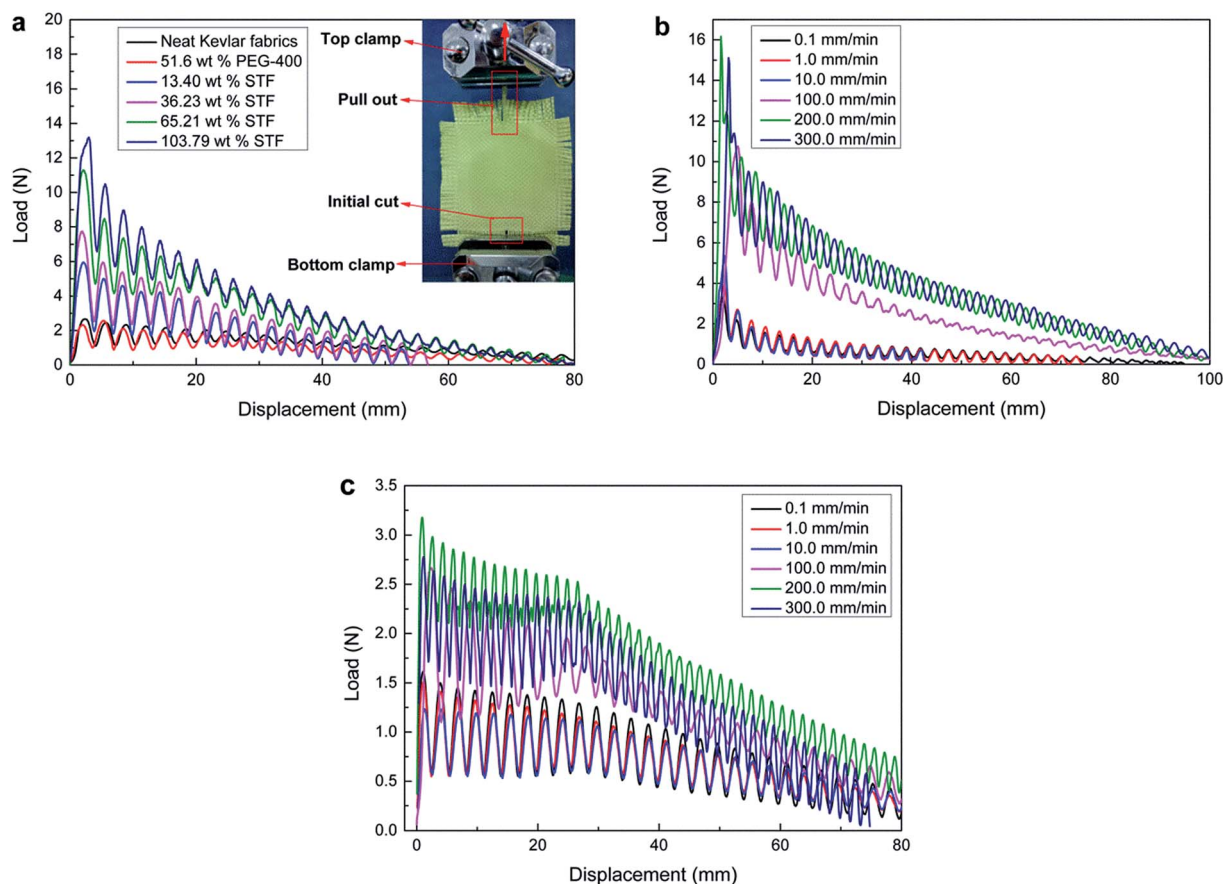 a
20
18
16
14
12
10
8
6
4
2
0
Load (N)
0 10 20 30 40 50 60 70 80
Displacement (mm)
Neat Kevlar fabrics
51.6 wt % PEG-400
13.40 wt % STF
36.23 wt % STF
65.21 wt % STF
103.79 wt % STF
Top clamp
Pull out
Initial cut
Bottom clamp
b
16
14
12
10
8
6
4
2
0
Load (N)
0 20 40 60 80 100
Displacement (mm)
0.1 mm/min
1.0 mm/min
10.0 mm/min
100.0 mm/min
200.0 mm/min
300.0 mm/min
c
3.5
3.0
2.5
2.0
1.5
1.0
0.5
0.0
Load (N)
0 20 40 60 80
Displacement (mm)
0.1 mm/min
1.0 mm/min
10.0 mm/min
100.0 mm/min
200.0 mm/min
300.0 mm/min